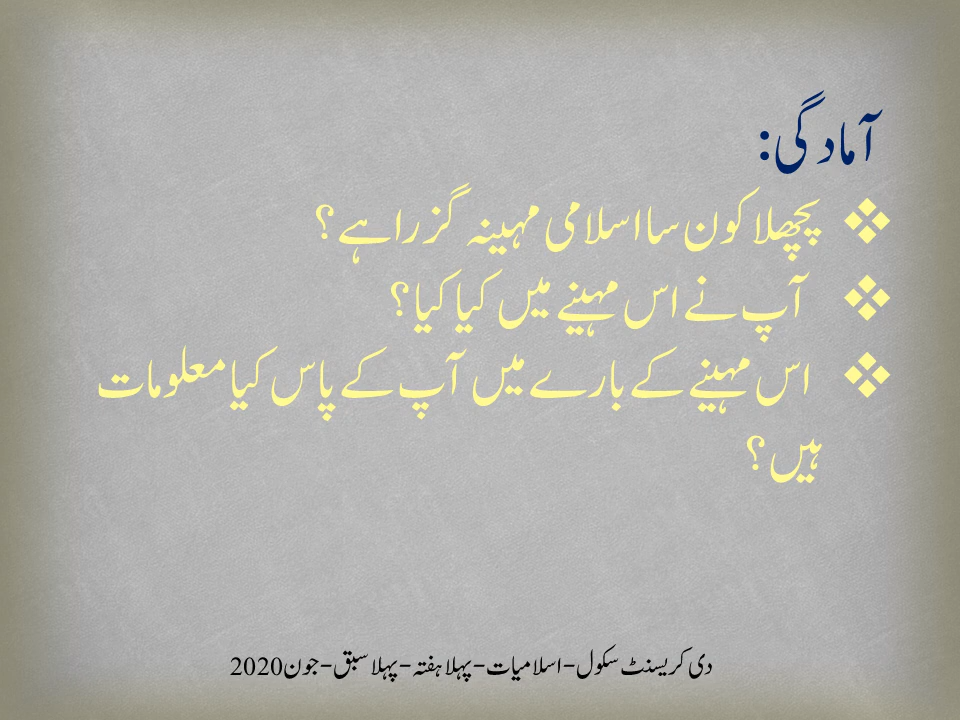 آمادگی:
❖ پچھلا کون سا اسلامی مہینہ گزرا ہے؟
❖ آپ نے اس مہینے میں کیا کیا؟
❖ اس مہینے کے بارے میں آپ کے پاس کیا معلومات
ہیں؟
دی کریسنٹ سکول-اسلامیات-پہلا ہفتہ-پہلا سبق-جون2020